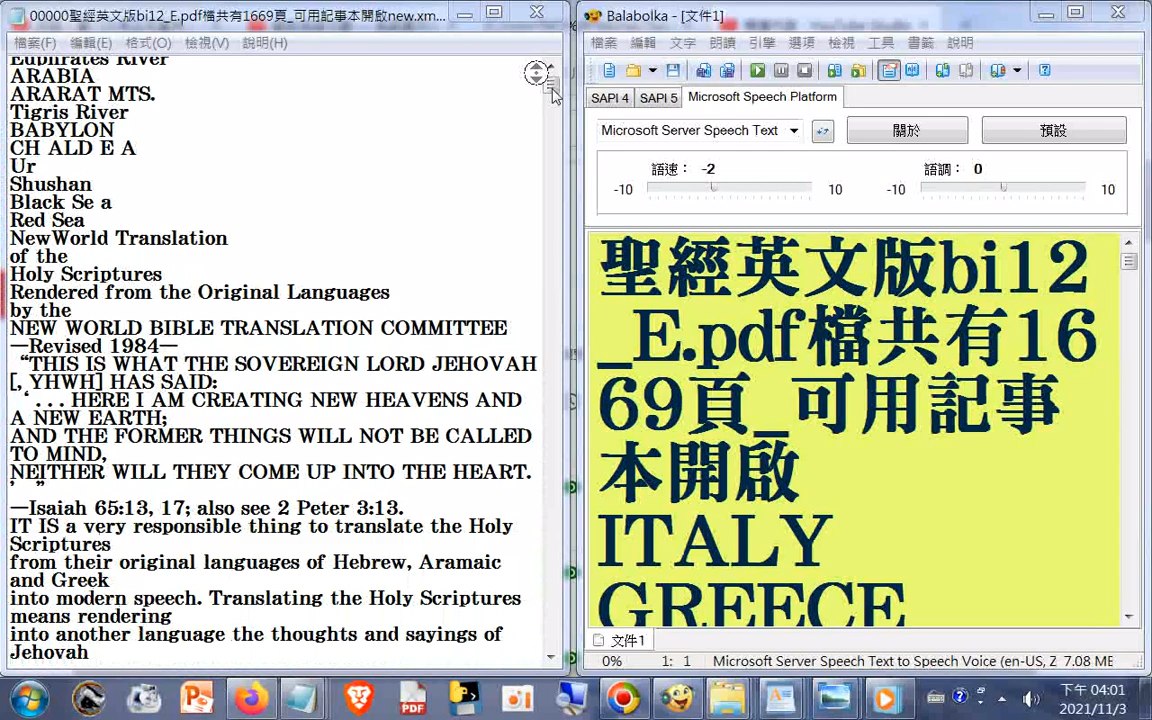 00000聖經英文版bi12_E.pdf檔共有1669頁_可用記事本開啟new.xm...
檔案(F) 編輯(E) 格式(O) 檢視(V) 說明(H)
Euphrates River
ARABIA
ARARAT MTS.
Tigris River
BABYLON
CH ALD E A
Ur
Shushan
Black Se a
Red Sea
NewWorld Translation
of the
Holy Scriptures
Rendered from the Original Languages
by the
NEW WORLD BIBLE TRANSLATION COMMITTEE
—Revised 1984—
“THIS IS WHAT THE SOVEREIGN LORD JEHOVAH
[, YHWH] HAS SAID:
‘ . . . HERE I AM CREATING NEW HEAVENS AND
A NEW EARTH;
AND THE FORMER THINGS WILL NOT BE CALLED
TO MIND,
NEITHER WILL THEY COME UP INTO THE HEART.
’ ”
—Isaiah 65:13, 17; also see 2 Peter 3:13.
IT IS a very responsible thing to translate the Holy
Scriptures
from their original languages of Hebrew, Aramaic
and Greek
into modern speech. Translating the Holy Scriptures
means rendering
into another language the thoughts and sayings of
Jehovah
Balabolka - [文件1]
檔案 編輯 文字 朗讀 引擎 選項 檢視 工具 書籤 說明
SAPI 4 SAPI 5 Microsoft Speech Platform
Microsoft Server Speech Text 關於 預設
語速： -2 語調： 0
-10 10 -10 10
聖經英文版bi12
_E.pdf檔共有16
69頁_可用記事
本開啟
ITALY
GREECE
文件1
0% 1: 1 Microsoft Server Speech Text to Speech Voice (en-US, Z 7.08 ME
PDF
下午 04:01
2021/11/3